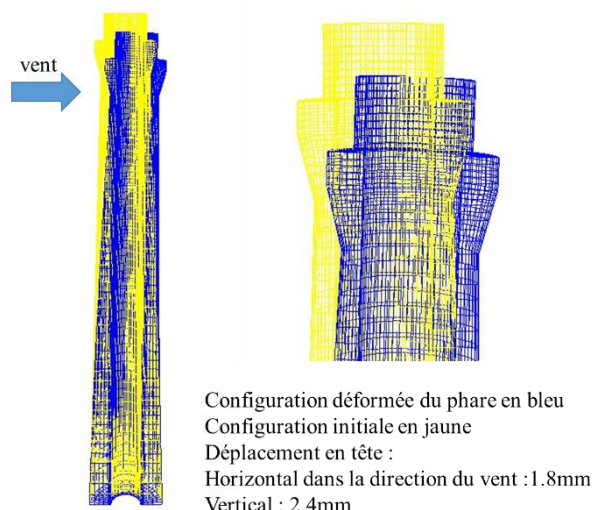 vent
Configuration déformée du phare en bleu
Configuration initiale en jaune
Déplacement en tête :
Horizontal dans la direction du vent :1.8mm
Vertical : 2.4mm